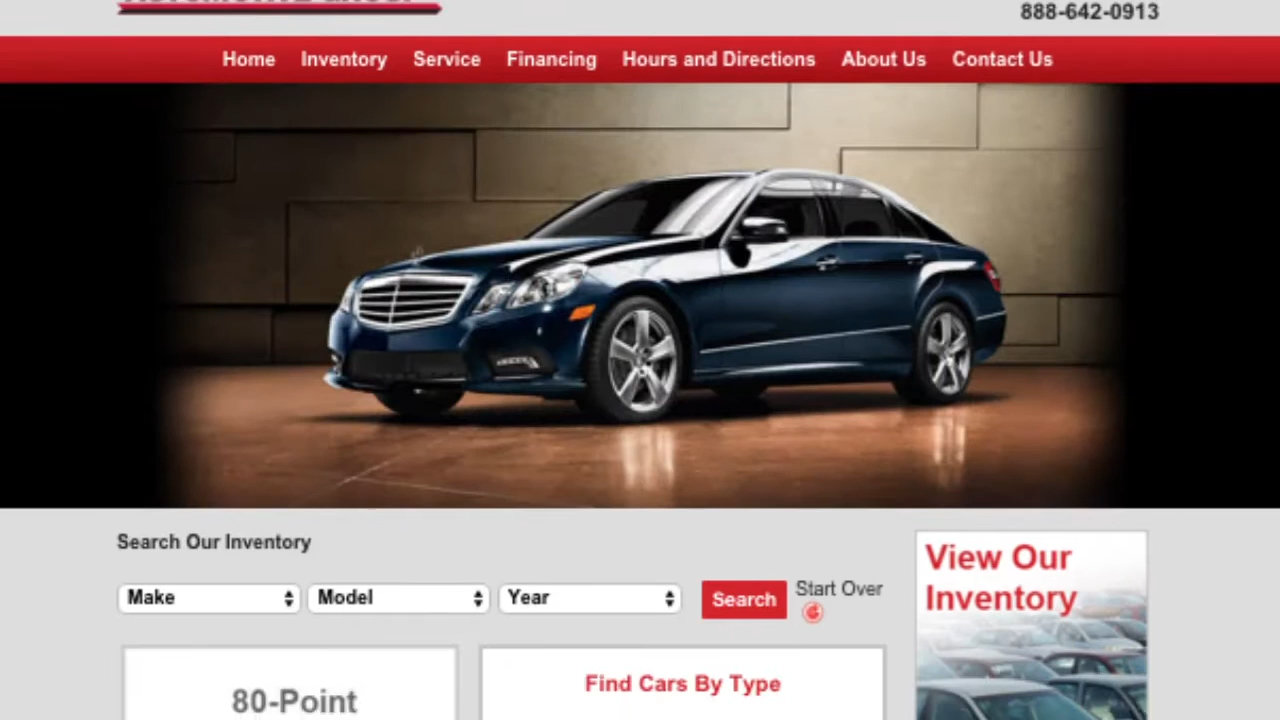 888-642-0913
Home Inventory Service Financing Hours and Directions About Us Contact Us
Search Our Inventory
Make Model Year Search Start Over
View Our
Inventory
80-Point
Find Cars By Type